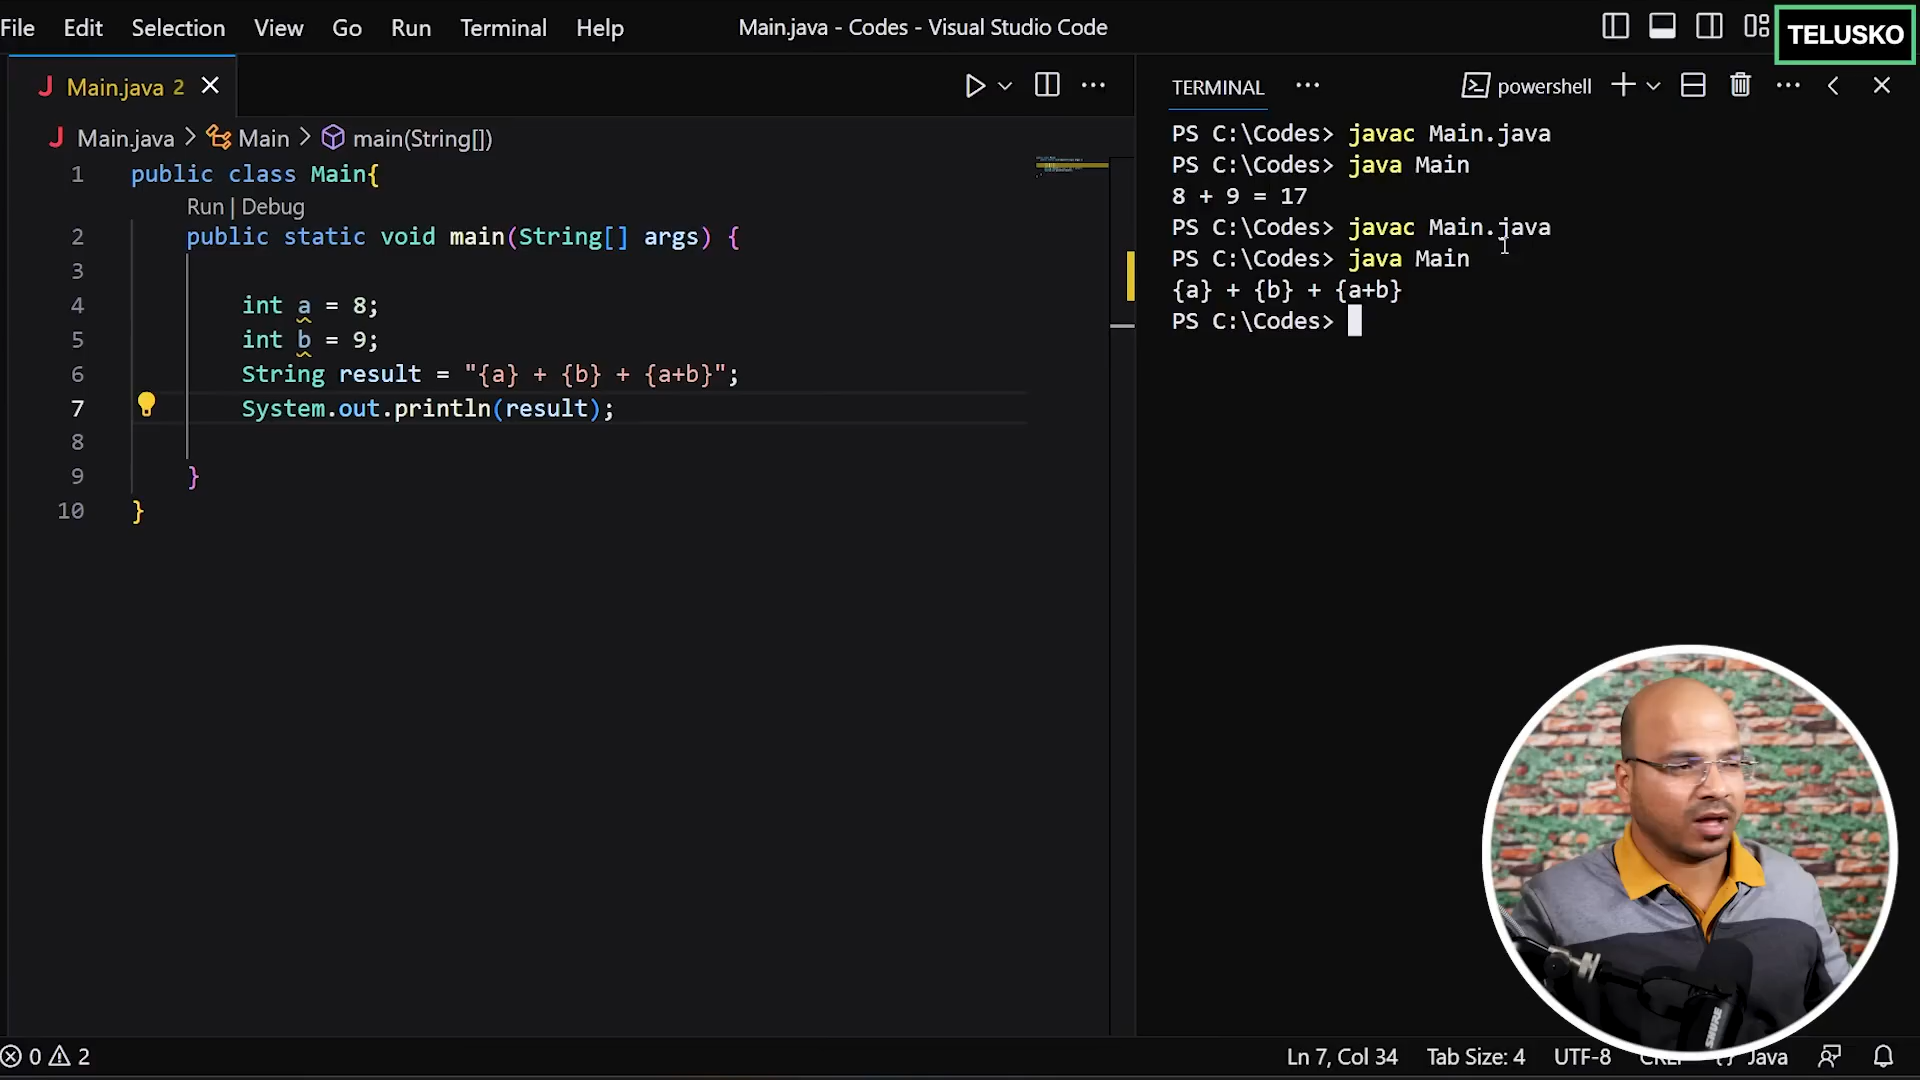 File Edit Selection View Go Run Terminal Help
Main.java - Codes - Visual Studio Code
TELUSKO
J Main.java 2
J Main.java > Main > main(String[])
1 public class Main{
Run | Debug
2 public static void main(String[] args) {
3
4 int a = 8;
5 int b = 9;
6 String result = "{a} + {b} + {a+b}";
7 System.out.println(result);
8
9 }
10 }
TERMINAL
powershell
PS C:\Codes> javac Main.java
PS C:\Codes> java Main
8 + 9 = 17
PS C:\Codes> javac Main.java
PS C:\Codes> java Main
{a} + {b} + {a+b}
PS C:\Codes>
SHURE
0 2
Ln 7, Col 34 Tab Size: 4 UTF-8 Java